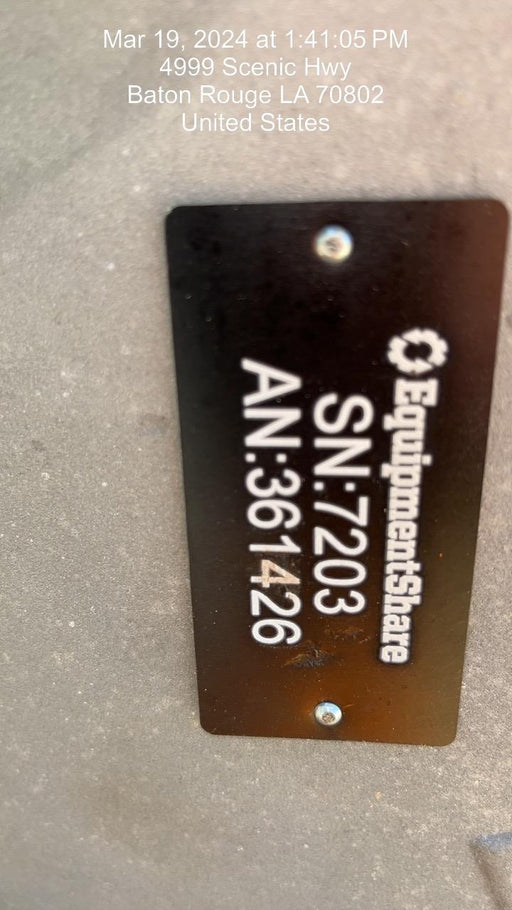 Mar 19, 2024 at 1:41:05 PM
4999 Scenic Hwy
Baton Rouge LA 70802
United States
EquipmentShare
SN:7203
AN:361426